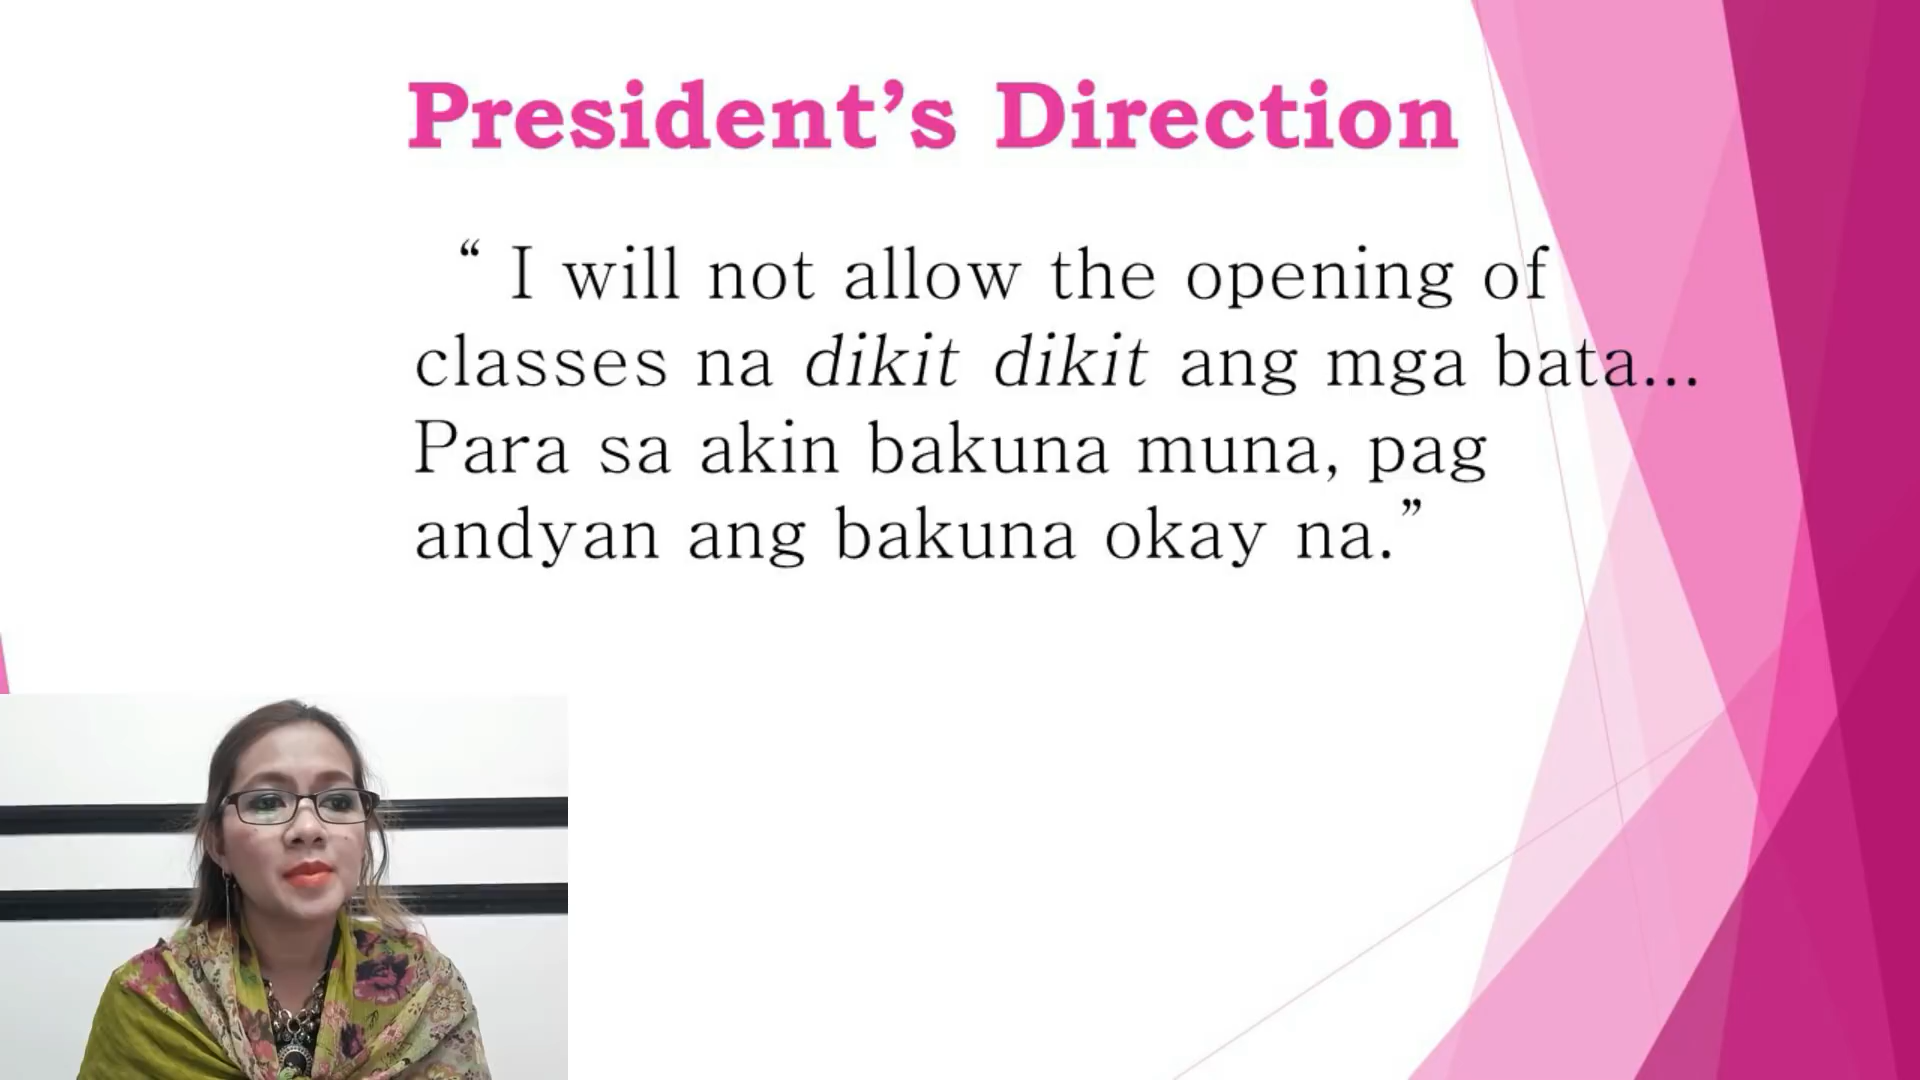 President’s Direction
“ I will not allow the opening of
classes na dikit dikit ang mga bata...
Para sa akin bakuna muna, pag
andyan ang bakuna okay na.”